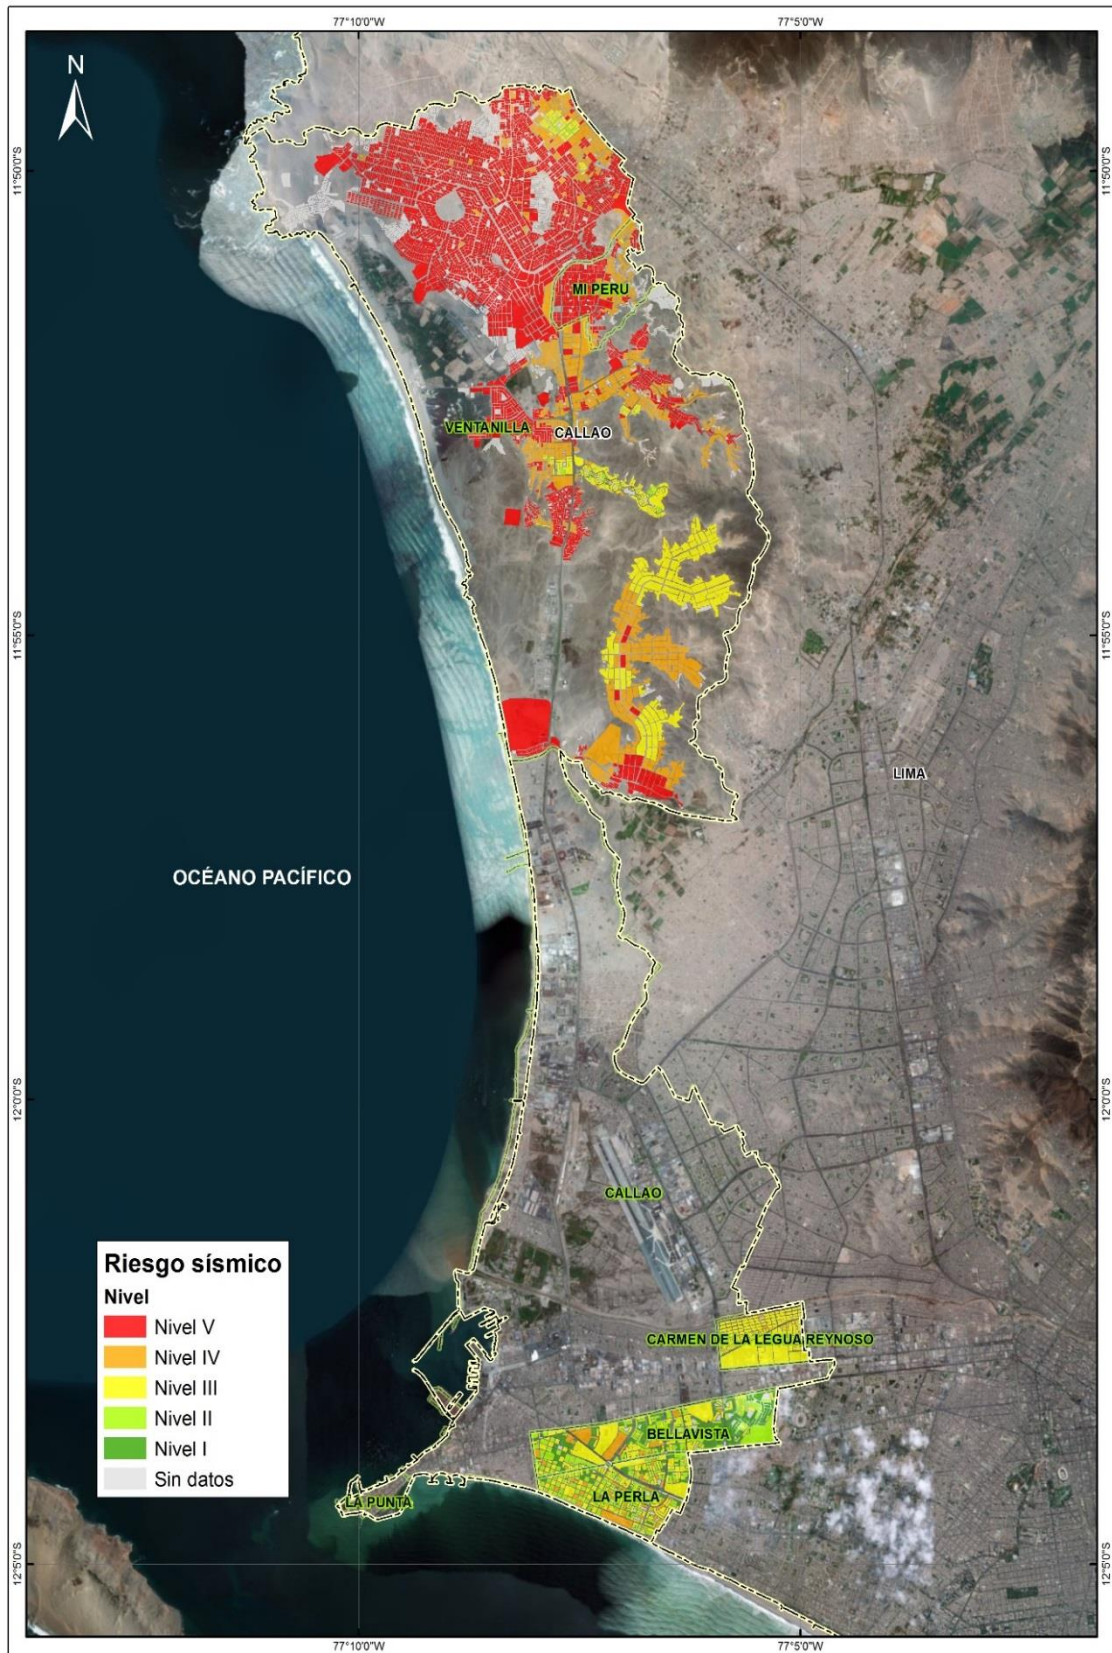 77°10'0"W
77°5'0"W
N
11°50'0"S
11°50'0"S
MI PERU
VENTANILLA
CALLAO
11°55'0"S
11°55'0"S
LIMA
OCÉANO PACÍFICO
12°0'0"S
12°0'0"S
CALLAO
Riesgo sísmico
Nivel
Nivel V
Nivel IV
Nivel III
Nivel II
Nivel I
Sin datos
CARMEN DE LA LEGUA REYNOSO
BELLAVISTA
LA PERLA
LA PUNTA
12°5'0"S
12°5'0"S
77°10'0"W
77°5'0"W